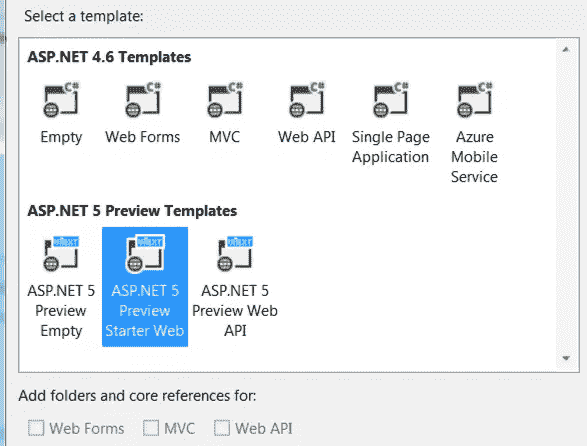 Select a template:
ASP.NET 4.6 Templates
C# C# C# C# C# C#
Empty Web Forms MVC Web API Single Page Azure
Application Mobile
Service
ASP.NET 5 Preview Templates
ASP.NET 5 ASP.NET 5 ASP.NET 5
Preview Preview Preview Web
Empty Starter Web API
Add folders and core references for:
Web Forms MVC Web API